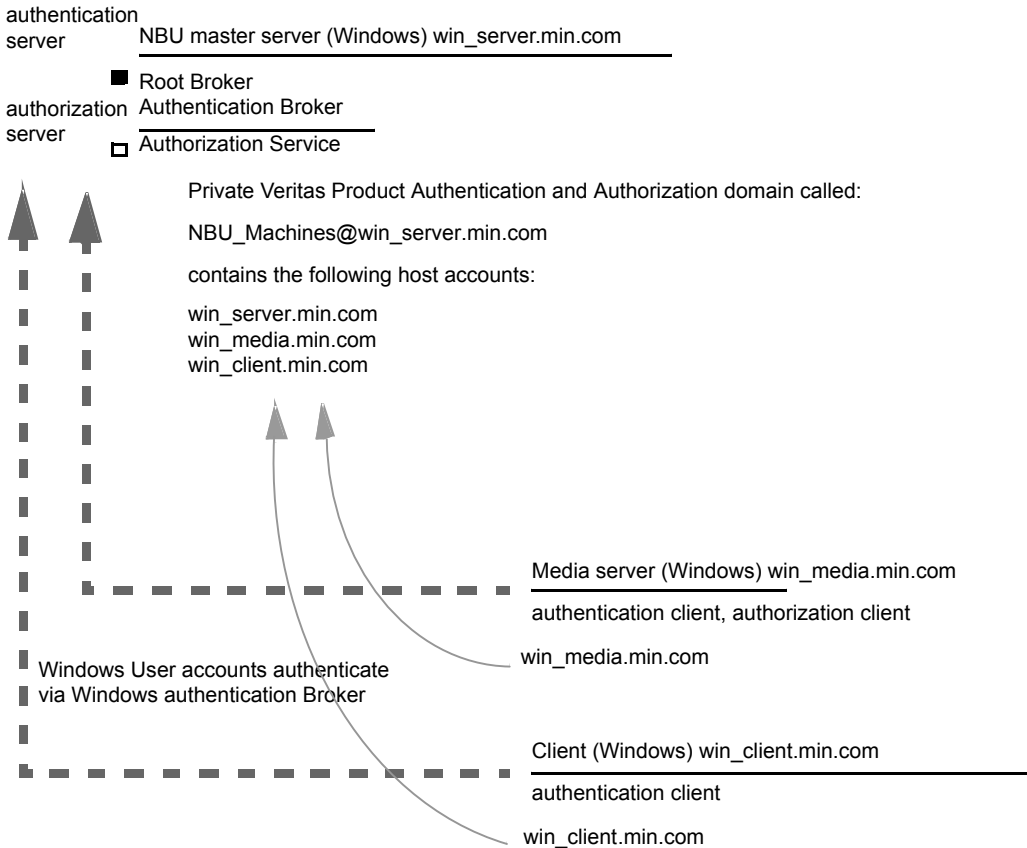 authentication
server
NBU master server (Windows) win_server.min.com
Root Broker
authorization
server
Authentication Broker
Authorization Service
Private Veritas Product Authentication and Authorization domain called:
NBU_Machines@win_server.min.com
contains the following host accounts:
win_server.min.com
win_media.min.com
win_client.min.com
Media server (Windows) win_media.min.com
authentication client, authorization client
win_media.min.com
Windows User accounts authenticate
via Windows authentication Broker
Client (Windows) win_client.min.com
authentication client
win_client.min.com